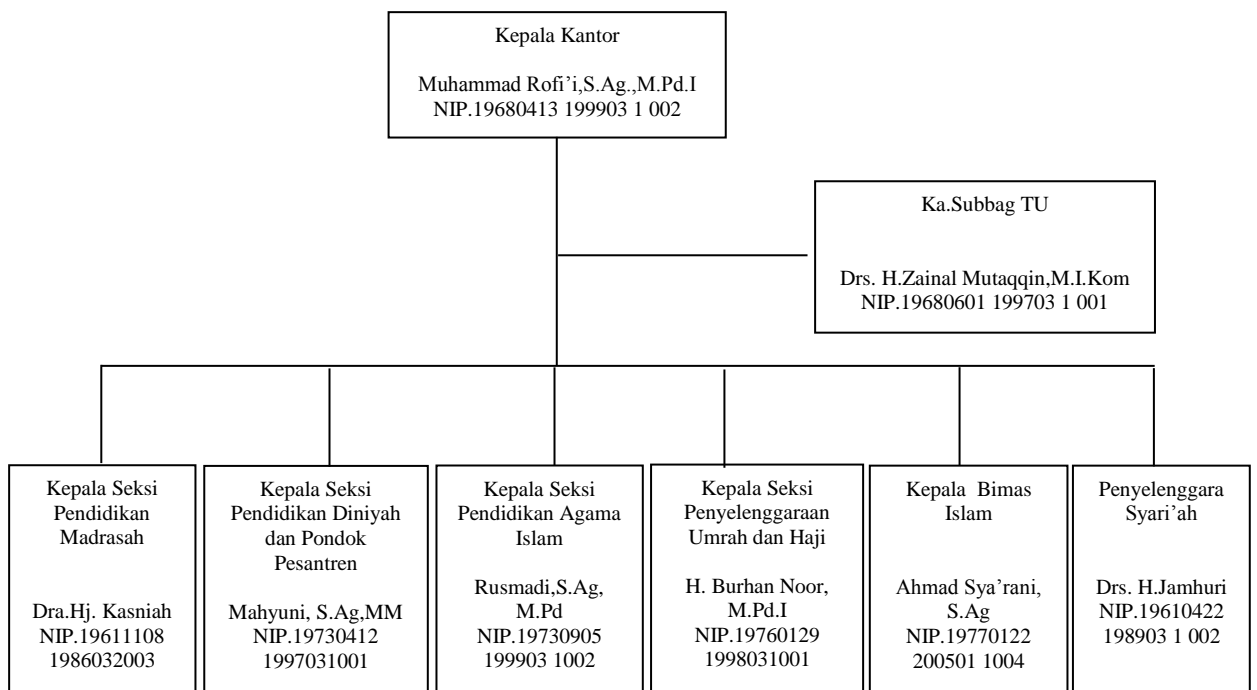 Kepala Kantor
Muhammad Rofi’i,S.Ag.,M.Pd.I
NIP.19680413 199903 1 002
Ka.Subbag TU
Drs. H.Zainal Mutaqqin,M.I.Kom
NIP.19680601 199703 1 001
Kepala Seksi
Pendidikan
Madrasah
Dra.Hj. Kasniah
NIP.19611108
1986032003
Kepala Seksi
Pendidikan Diniyah
dan Pondok
Pesantren
Mahyuni, S.Ag,MM
NIP.19730412
1997031001
Kepala Seksi
Pendidikan Agama
Islam
Rusmadi,S.Ag,
M.Pd
NIP.19730905
199903 1002
Kepala Seksi
Penyelenggaraan
Umrah dan Haji
H. Burhan Noor,
M.Pd.I
NIP.19760129
1998031001
Kepala Bimas
Islam
Ahmad Sya’rani,
S.Ag
NIP.19770122
200501 1004
Penyelenggara
Syari’ah
Drs. H.Jamhuri
NIP.19610422
198903 1 002